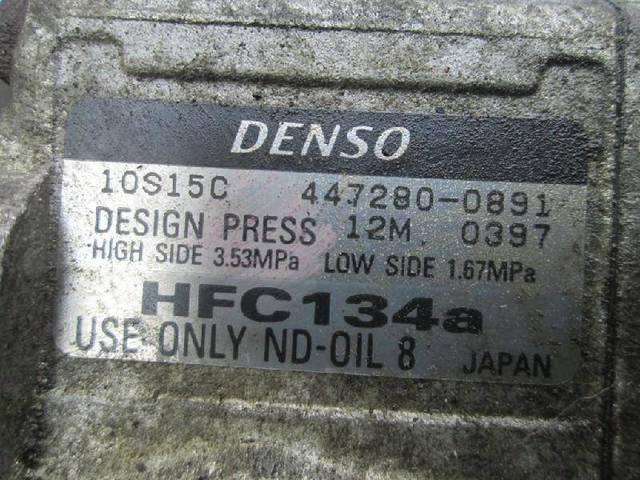 DENSO
10S15C 447280-0891
DESIGN PRESS 12M 0397
HIGH SIDE 3.53MPa LOW SIDE 1.67MPa
HFC134a
USE ONLY ND-OIL 8 JAPAN